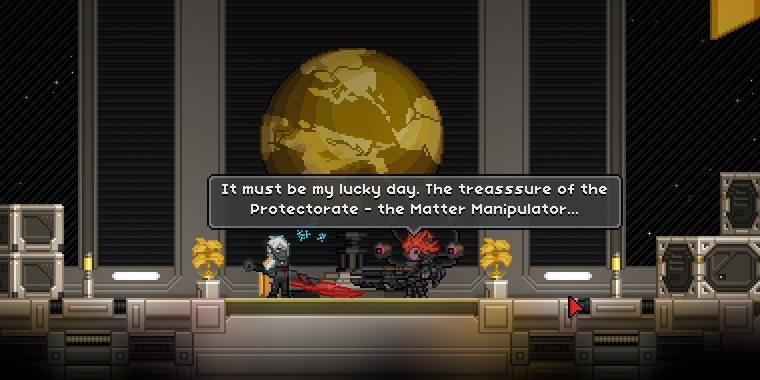 It must be my lucky day. The treasssure of the
Protectorate - the Matter Manipulator...